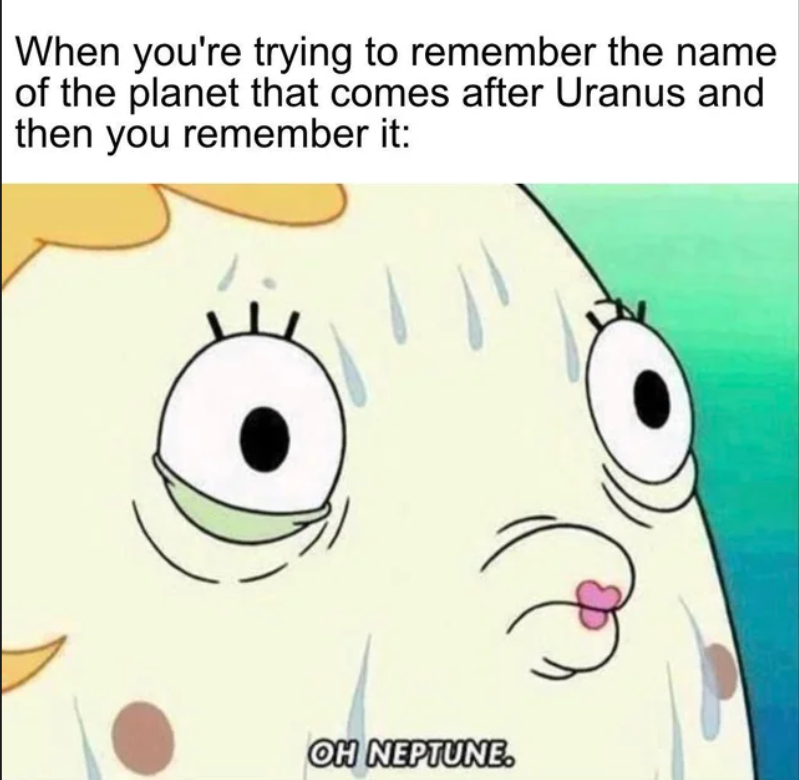 When you're trying to remember the name
of the planet that comes after Uranus and
then you remember it:
OH NEPTUNE.